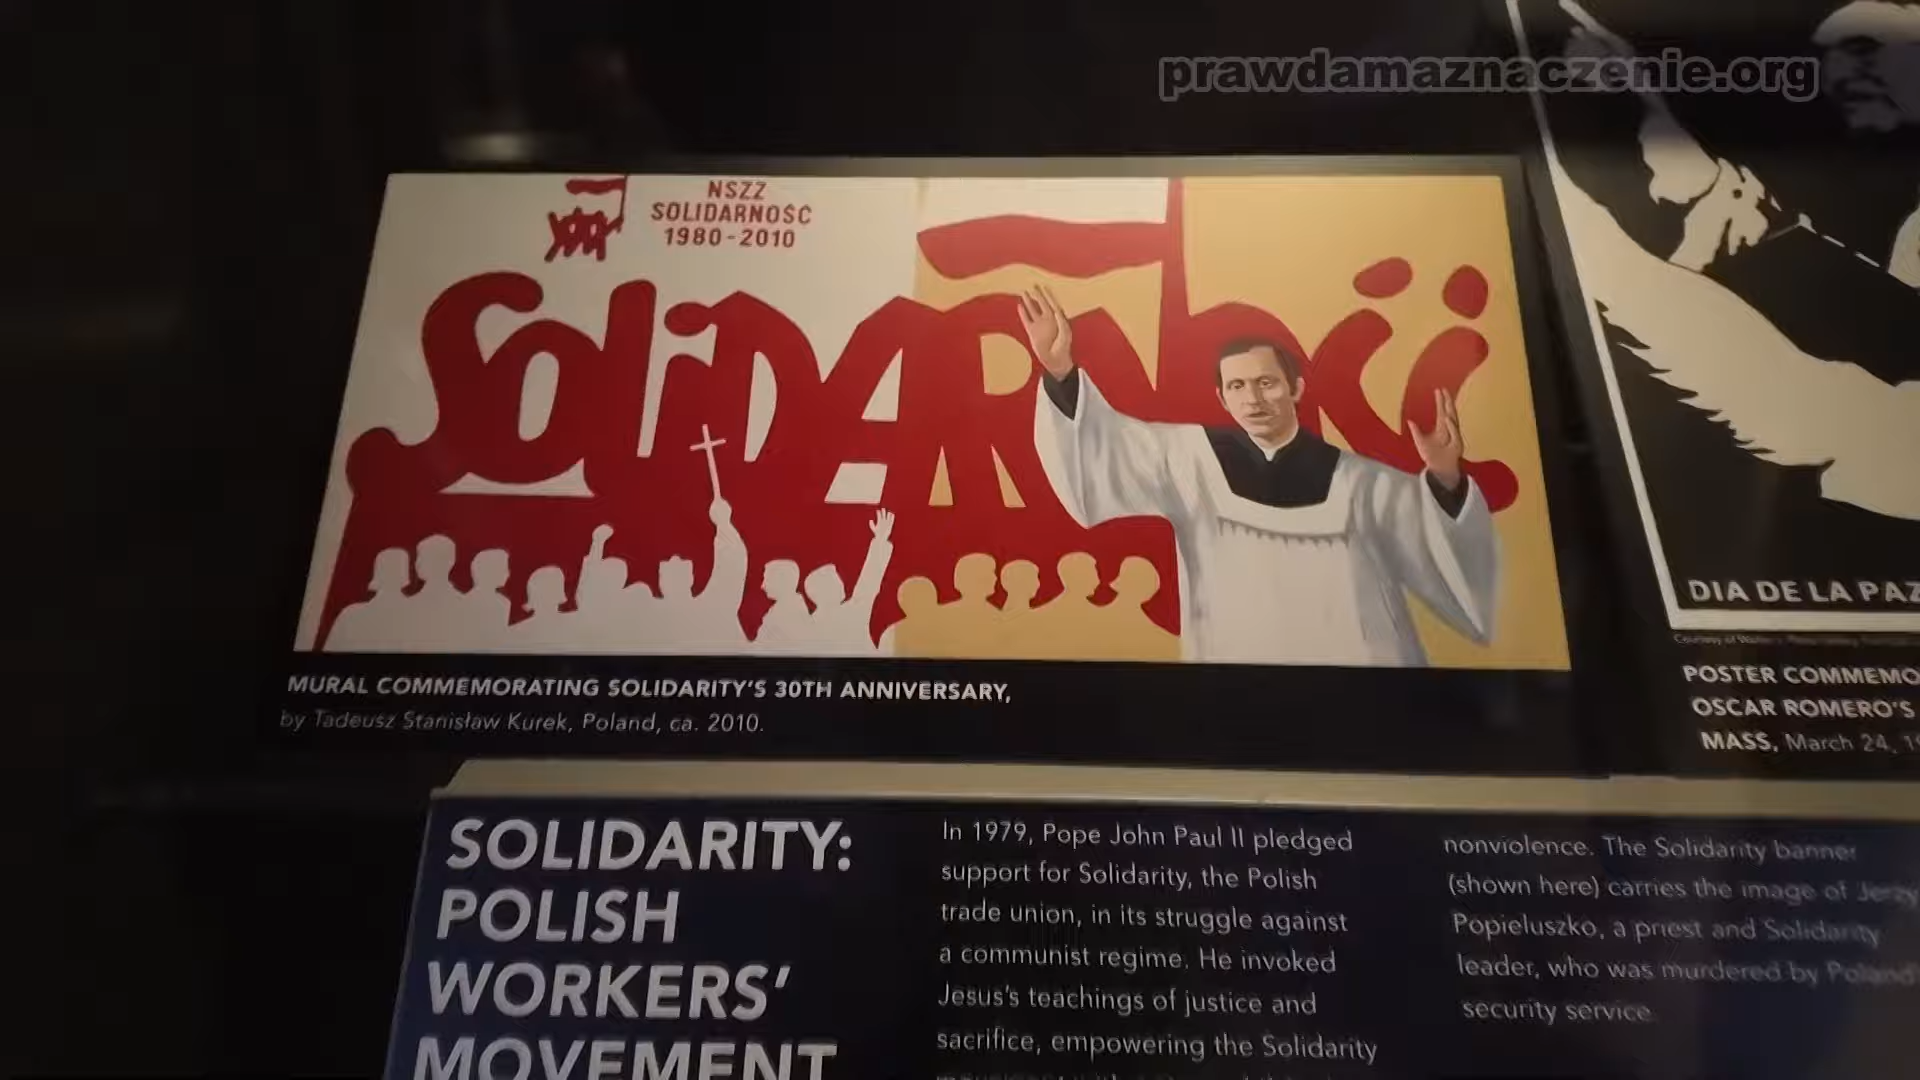 prawdamaznaczenie.org
NSZZ
SOLIDARNOŚC
1980-2010
SOLIDARNOŚĆ
MURAL COMMEMORATING SOLIDARITY'S 30TH ANNIVERSARY,
by Tadeusz Stanisław Kurek, Poland, ca. 2010.
DIA DE LA PAZ
POSTER COMMEMO
OSCAR ROMERO'S
MASS, March 24, 19
SOLIDARITY:
POLISH
WORKERS'
MOVEMENT
In 1979, Pope John Paul II pledged
support for Solidarity, the Polish
trade union, in its struggle against
a communist regime. He invoked
Jesus's teachings of justice and
sacrifice, empowering the Solidarity
nonviolence. The Solidarity banner
(shown here) carries the image of Jerzy
Popieluszko, a priest and Solidarity
leader, who was murdered by Poland
security service.